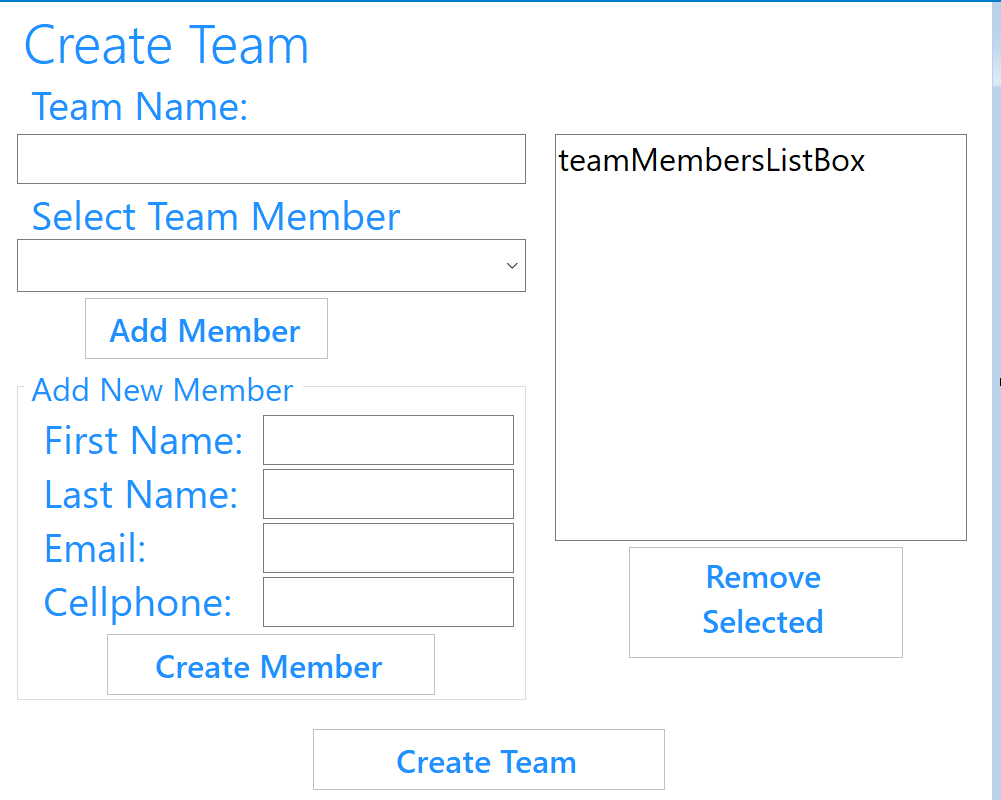 Create Team
Team Name:
Select Team Member
Add Member
Add New Member
First Name:
Last Name:
Email:
Cellphone:
Create Member
teamMembersListBox
Remove
Selected
Create Team